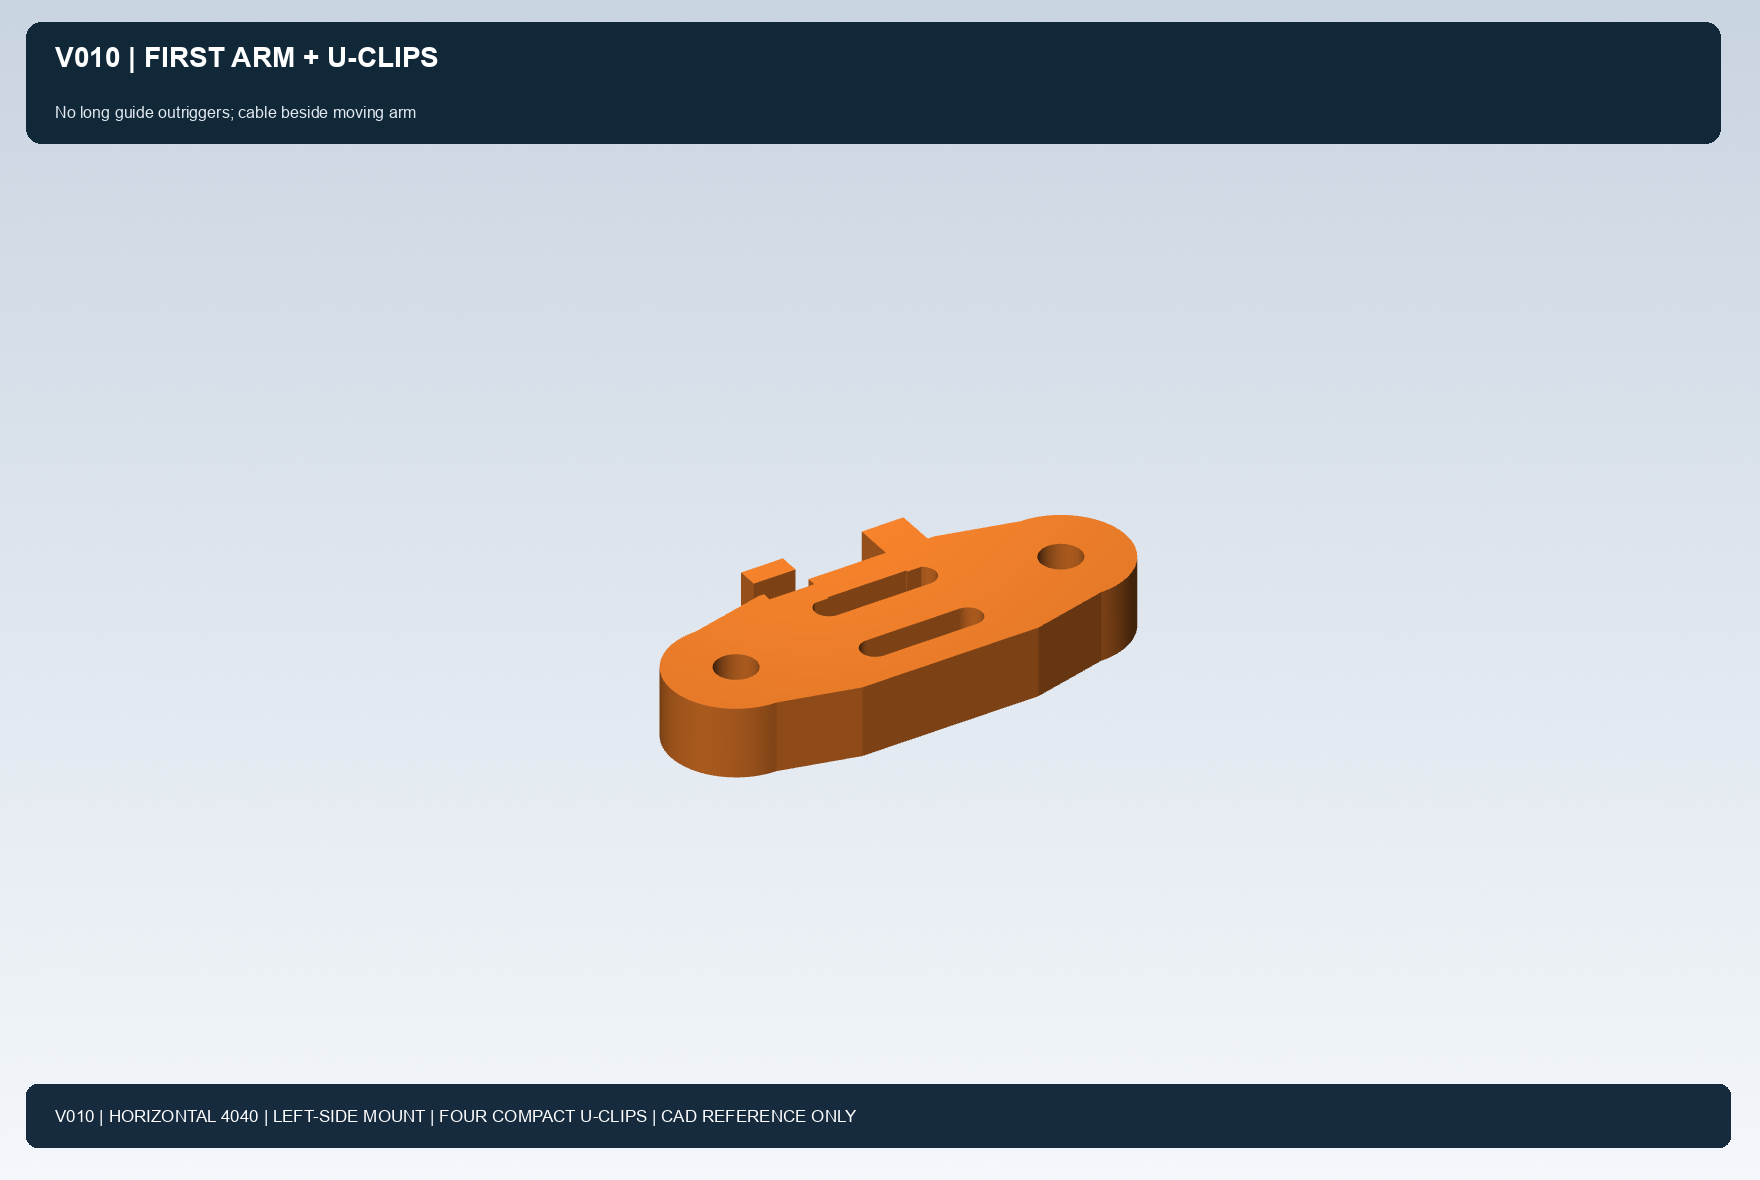 V010 | FIRST ARM + U-CLIPS
No long guide outriggers; cable beside moving arm
V010 | HORIZONTAL 4040 | LEFT-SIDE MOUNT | FOUR COMPACT U-CLIPS | CAD REFERENCE ONLY